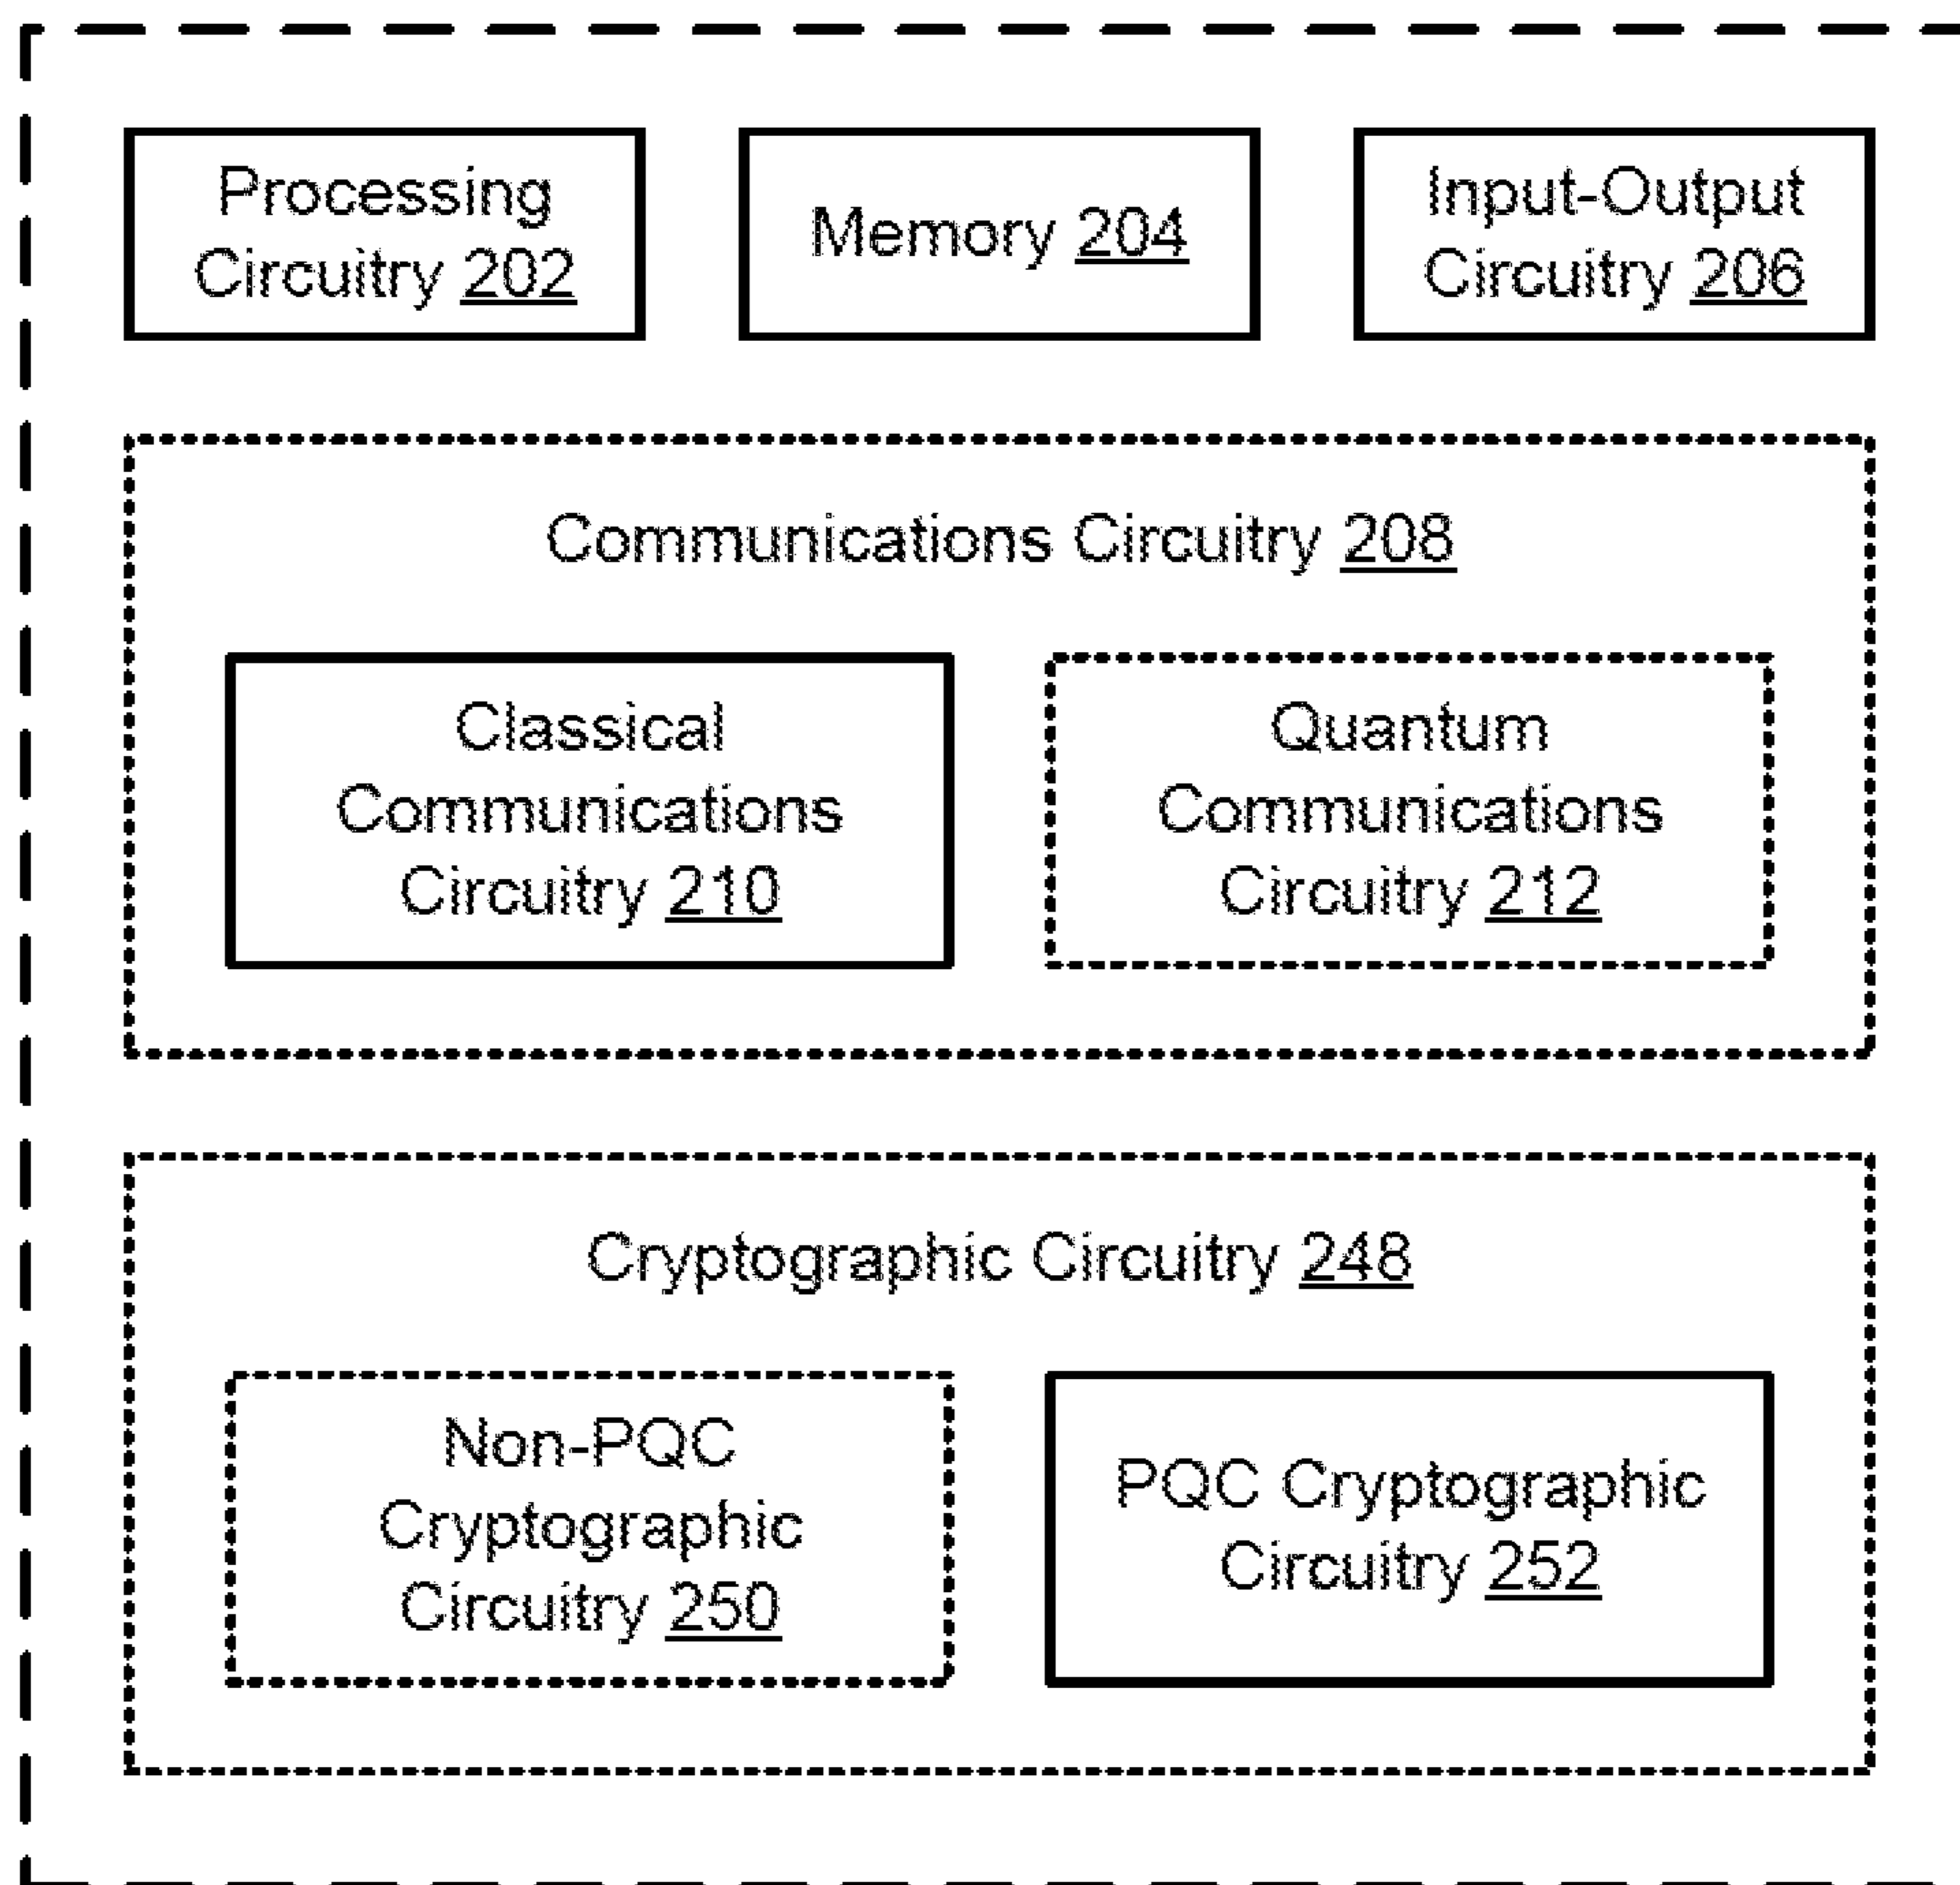 Processing
Circuitry 202
Memory 204
Input-Output
Circuitry 206
Communications Circuitry 208
Classical
Communications
Circuitry 210
Quantum
Communications
Circuitry 212
Cryptographic Circuitry 248
Non-PQC
Cryptographic
Circuitry 250
PQC Cryptographic
Circuitry 252